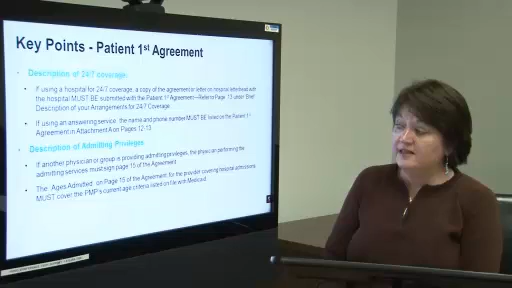 Key Points - Patient 1st Agreement
Description of 24/7 coverage:
If using a hospital for 24/7 coverage, a copy of the agreement or letter on hospital letterhead
with the hospital MUST BE submitted with the Patient 1st Agreement – Refer to Page 13 under Brief
Description of your Arrangements for 24/7 Coverage.
If using an answering service, the name and phone number MUST BE listed on the Patient 1st
Agreement in Attachment A on Pages 12-13.
Description of Admitting Privileges
If another physician or group is providing admitting privileges, the physician performing the
admitting services must sign page 15 of the Agreement.
The Ages Admitted, on Page 15 of the Agreement, for the provider covering hospital admissions,
MUST cover the PMP's current age criteria listed on file with Medicaid.